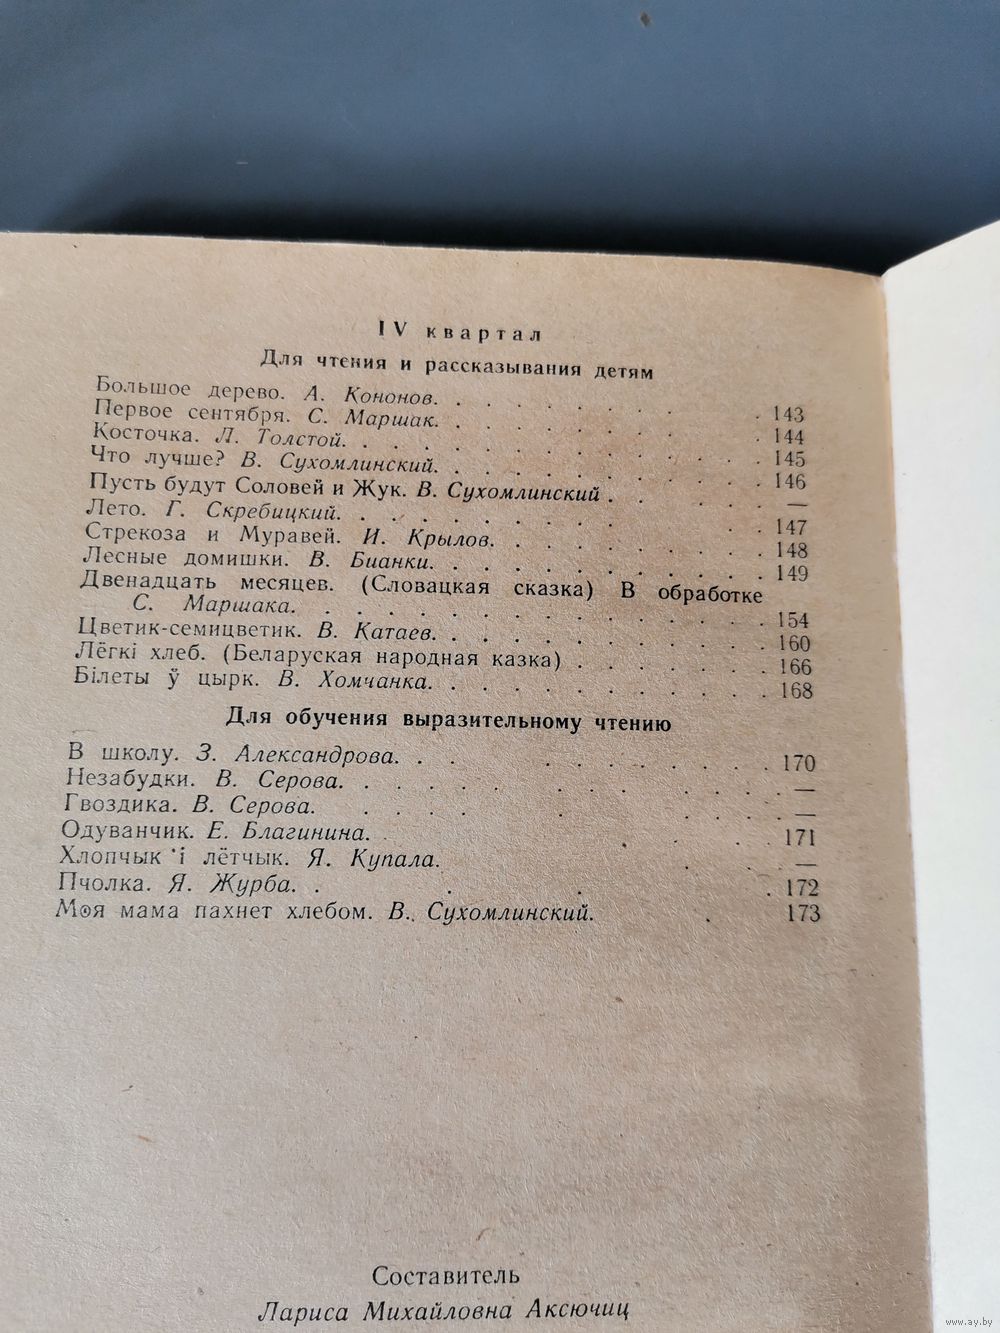 IV квартал
Для чтения и рассказывания детям
Большое дерево. А. Кононов. . . . . . . . . . 143
Первое сентября. С. Маршак. . . . . . . . . . 144
Косточка. Л. Толстой. . . . . . . . . . . . 145
Что лучше? В. Сухомлинский. . . . . . . . . . 146
Пусть будут Соловей и Жук. В. Сухомлинский . . . . . —
Лето. Г. Скребицкий. . . . . . . . . . . 147
Стрекоза и Муравей. И. Крылов. . . . . . . . . 148
Лесные домишки. В. Бианки. . . . . . . . . . 149
Двенадцать месяцев. (Словацкая сказка) В обработке
С. Маршака. . . . . . . . . . . . . . 154
Цветик-семицветик. В. Катаев. . . . . . . . . . 160
Лёгкі хлеб. (Беларуская народная казка) . . . . . . 166
Білеты ў цырк. В. Хомчанка. . . . . . . . . . 168
Для обучения выразительному чтению
В школу. З. Александрова. . . . . . . . . . 170
Незабудки. В. Серова. . . . . . . . . . . . —
Гвоздика. В. Серова. . . . . . . . . . —
Одуванчик. Е. Благинина. . . . 171
Хлопчык і лётчык. Я. Купала. . . —
Пчолка. Я. Журба. . . . . 172
Моя мама пахнет хлебом. В. Сухомлинский. . 173
Составитель
Лариса Михайловна Аксючиц
www.ay.by